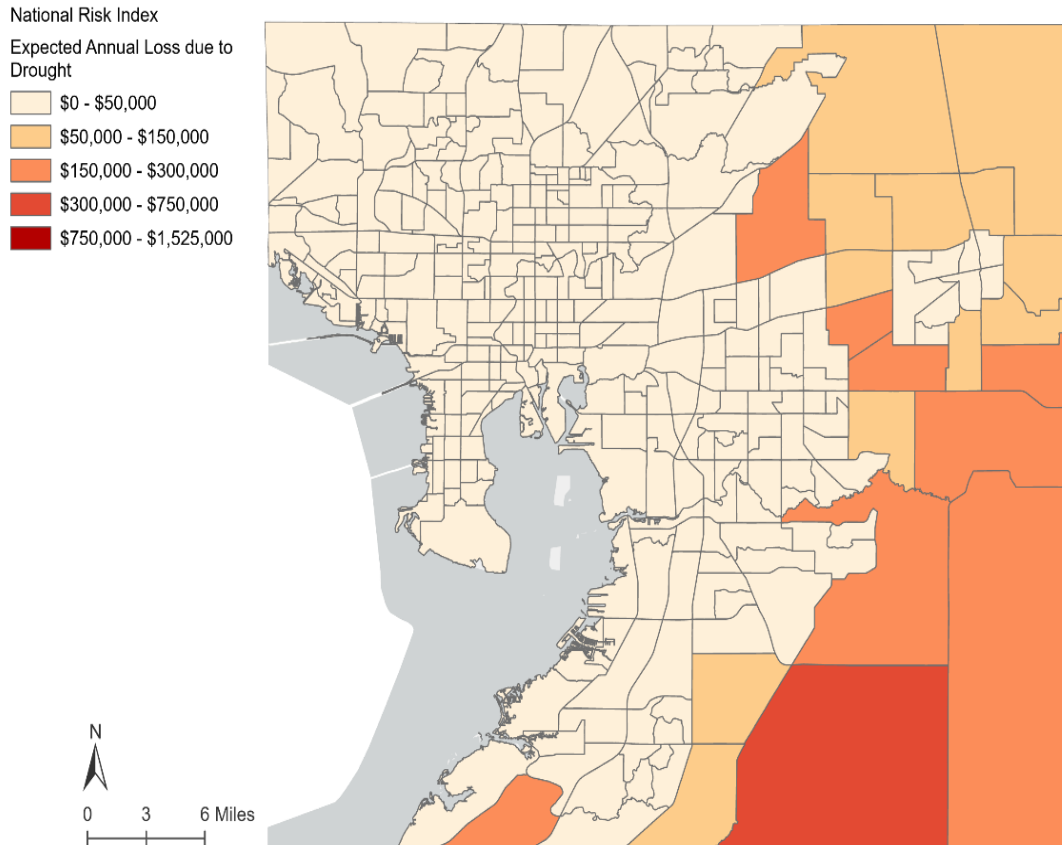 National Risk Index
Expected Annual Loss due to
Drought
$0 - $50,000
$50,000 - $150,000
$150,000 - $300,000
$300,000 - $750,000
$750,000 - $1,525,000
N
0 3 6 Miles